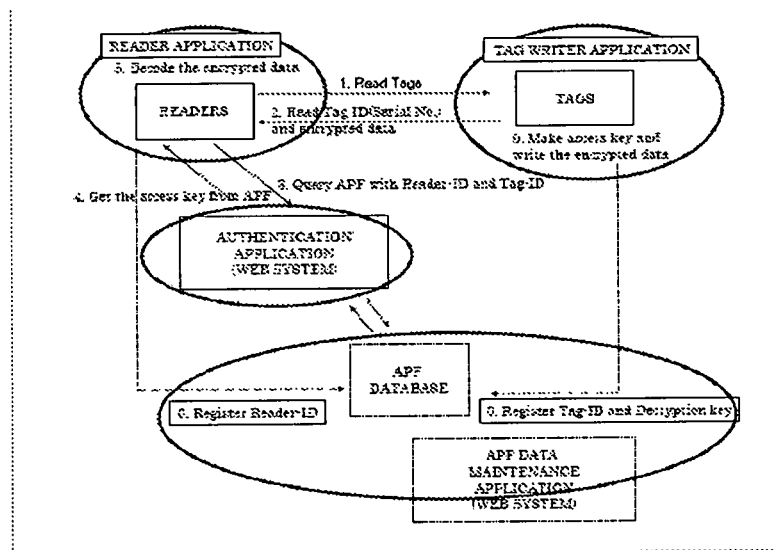 READER APPLICATION
5. Decode the encrypted data
READERS
1. Read Tags
2. Read Tag ID(Serial No.)
and encrypted data
TAG WRITER APPLICATION
TAGS
0. Make access key and
write the encrypted data
3. Query APF with Reader-ID and Tag-ID
4. Get the access key from APF
AUTHENTICATION
APPLICATION
(WEB SYSTEM)
APF
DATABASE
0. Register Reader-ID
0. Register Tag-ID and Decryption key
APF DATA
MAINTENANCE
APPLICATION
(WEB SYSTEM)